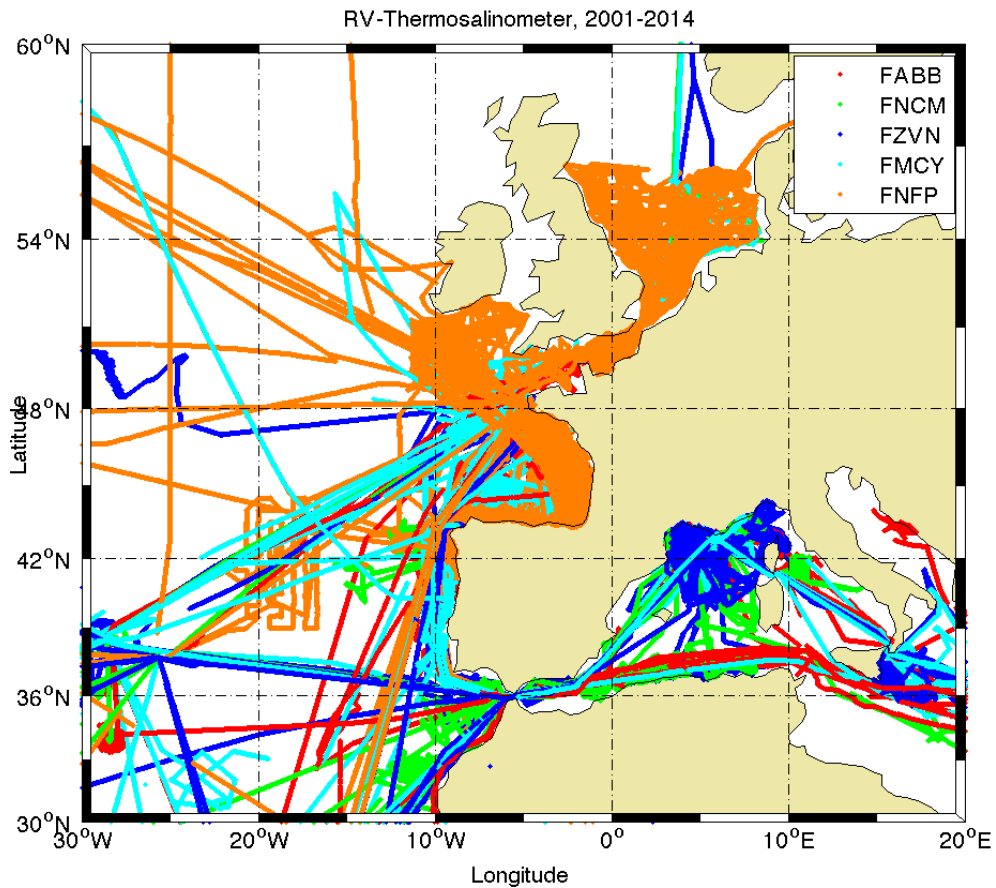 RV-Thermosalinometer, 2001-2014
60°N
54°N
48°N
42°N
36°N
30°N
Latitude
FABB
FNCM
FZVN
FMCY
FNFP
30°W
20°W
10°W
0°
10°E
20°E
Longitude